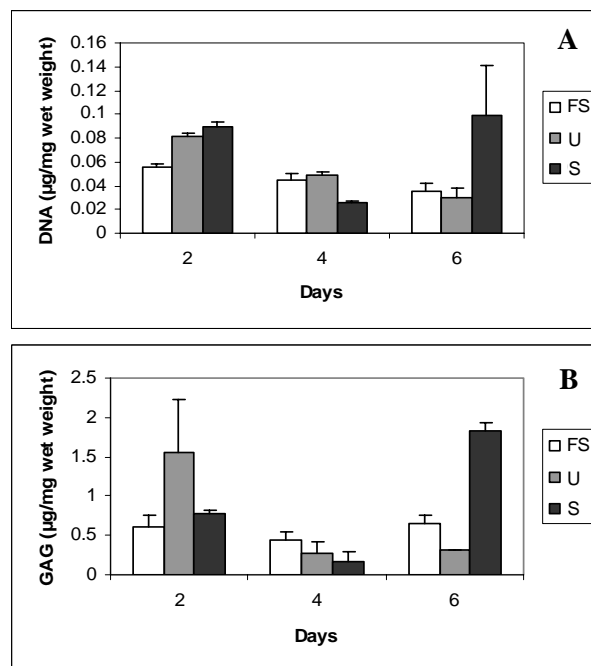 A
DNA (µg/mg wet weight)
0.16
0.14
0.12
0.1
0.08
0.06
0.04
0.02
0
2 4 6
Days
FS
U
S
B
GAG (µg/mg wet weight)
2.5
2
1.5
1
0.5
0
2 4 6
Days
FS
U
S